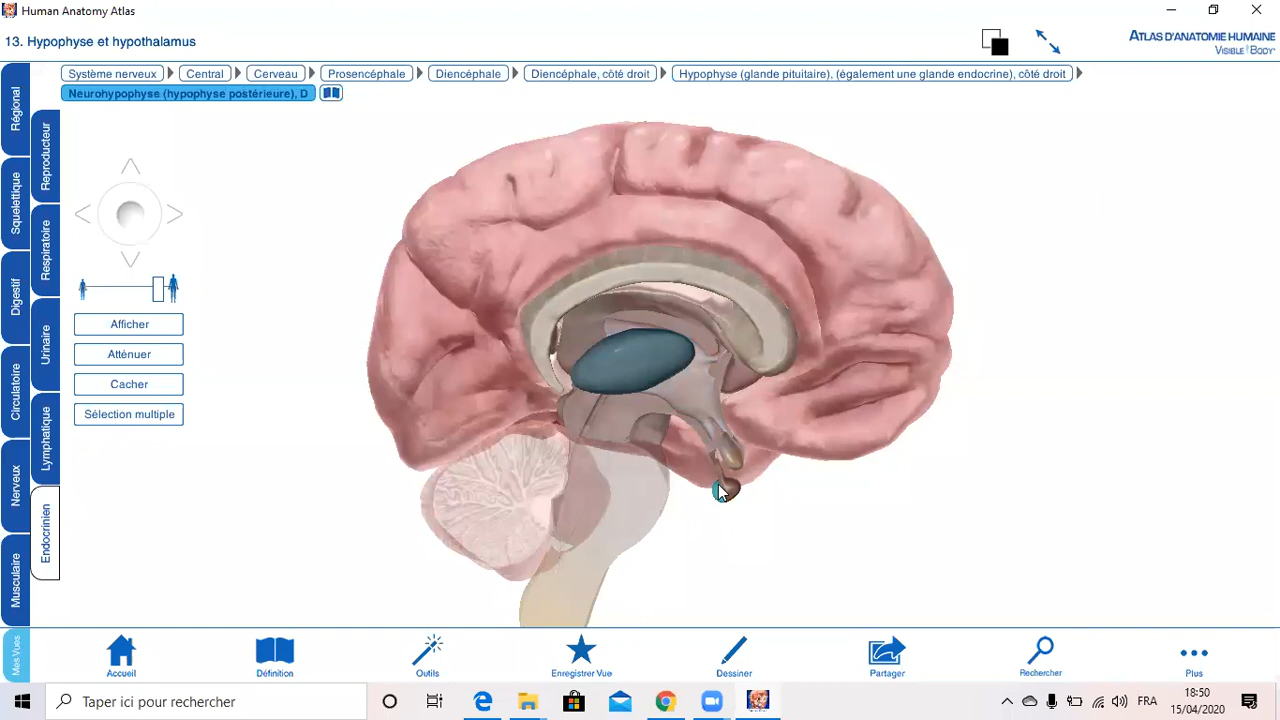 Human Anatomy Atlas
13. Hypophyse et hypothalamus
ATLAS D'ANATOMIE HUMAINE
VISIBLE BODY®
Système nerveux
Central
Cerveau
Prosencéphale
Diencéphale
Diencéphale, côté droit
Hypophyse (glande pituitaire), (également une glande endocrine), côté droit
Neurohypophyse (hypophyse postérieure), D
Régional
Squelettique
Digestif
Circulatoire
Nerveux
Musculaire
Mes Vues
Reproducteur
Respiratoire
Urinaire
Lymphatique
Endocrinien
Afficher
Atténuer
Cacher
Sélection multiple
Accueil
Définition
Outils
Enregistrer Vue
Dessiner
Partager
Rechercher
Plus
Taper ici pour rechercher
FRA
18:50
15/04/2020